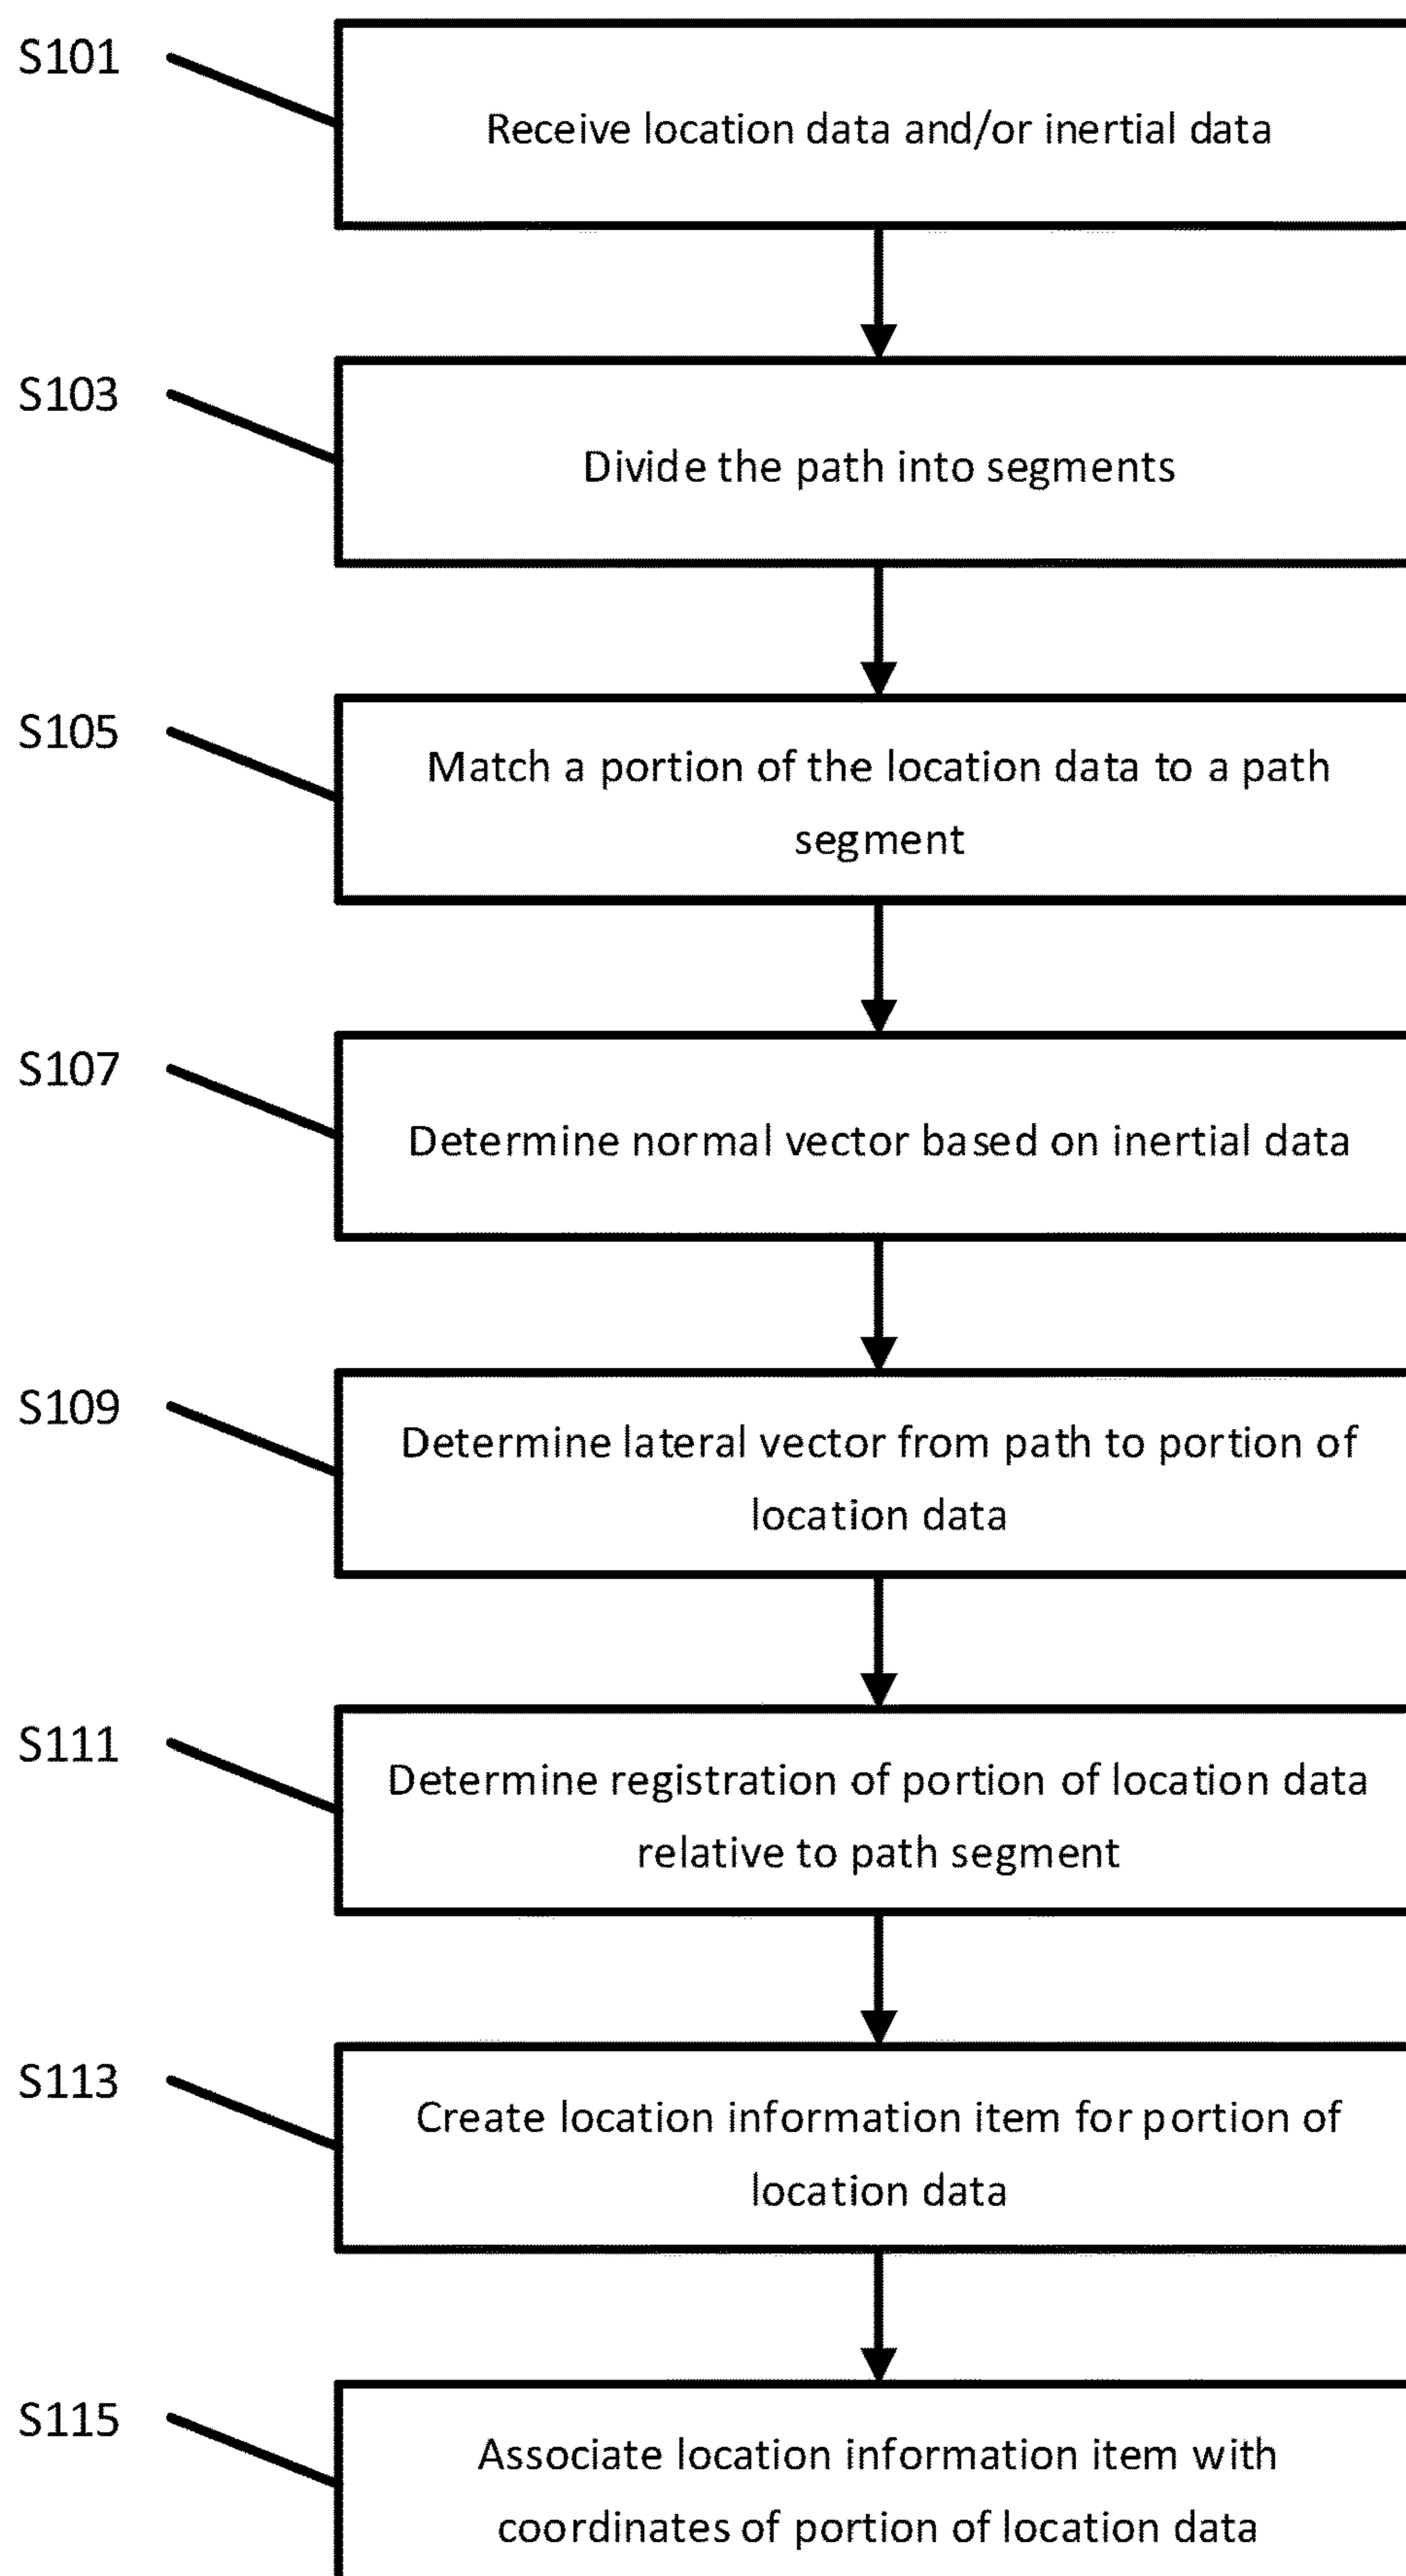 S101
Receive location data and/or inertial data
S103
Divide the path into segments
S105
Match a portion of the location data to a path
segment
S107
Determine normal vector based on inertial data
S109
Determine lateral vector from path to portion of
location data
S111
Determine registration of portion of location data
relative to path segment
S113
Create location information item for portion of
location data
S115
Associate location information item with
coordinates of portion of location data